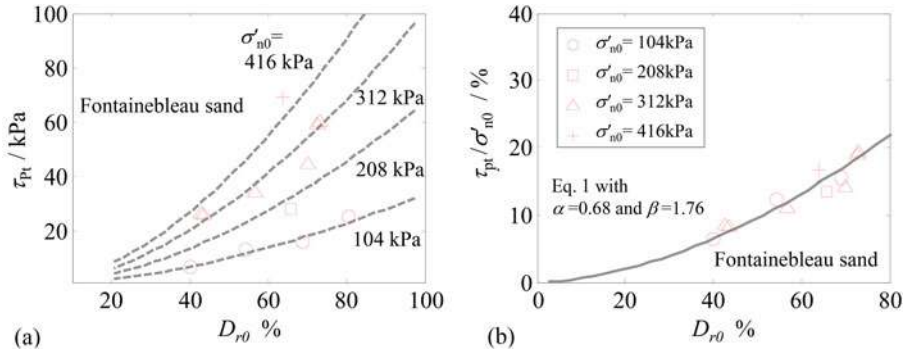 100
80
60
40
20
τPt / kPa
σ′n0=
416 kPa
Fontainebleau sand
312 kPa
208 kPa
104 kPa
20 40 60 80 100
(a)
Dr0 %
40
30
20
10
0
τpt/σ′n0 / %
σ′n0= 104kPa
σ′n0= 208kPa
σ′n0= 312kPa
σ′n0= 416kPa
Eq. 1 with
α=0.68 and β=1.76
Fontainebleau sand
0 20 40 60 80
(b)
Dr0 %